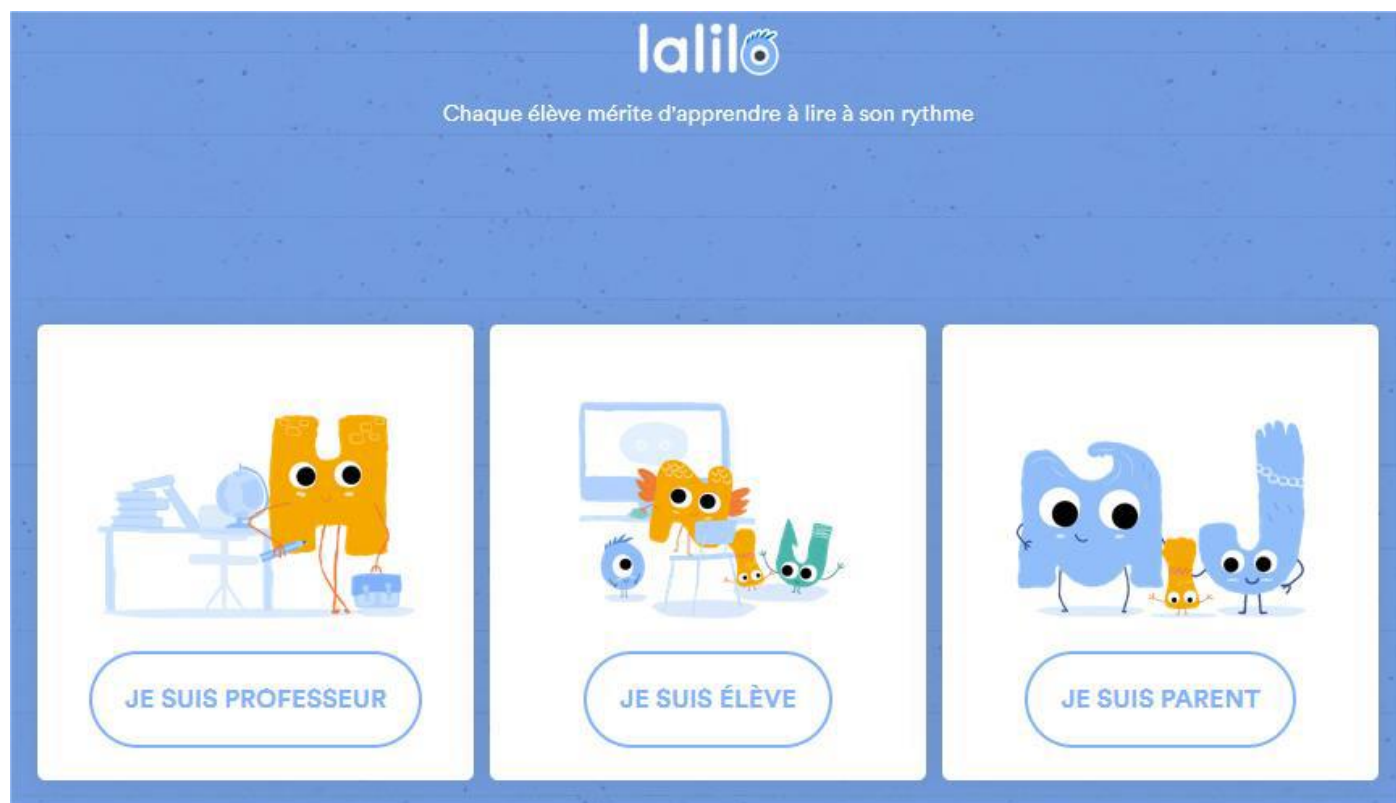 lalilo
Chaque élève mérite d'apprendre à lire à son rythme
JE SUIS PROFESSEUR
JE SUIS ÉLÈVE
JE SUIS PARENT